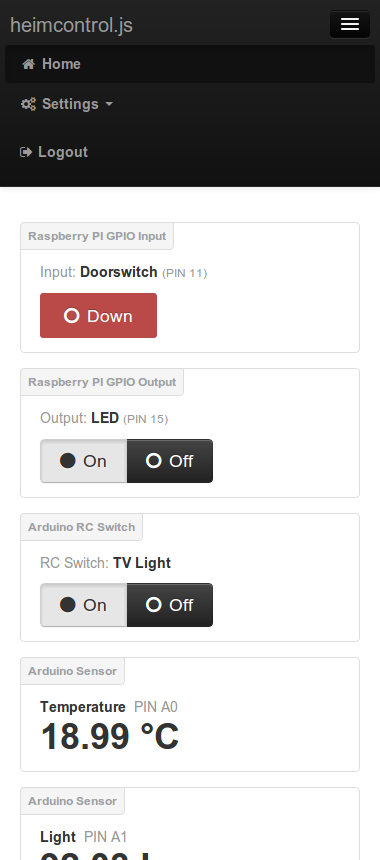 heimcontrol.js
Home
Settings
Logout
Raspberry PI GPIO Input
Input: Doorswitch (PIN 11)
Down
Raspberry PI GPIO Output
Output: LED (PIN 15)
On Off
Arduino RC Switch
RC Switch: TV Light
On Off
Arduino Sensor
Temperature PIN A0
18.99 °C
Arduino Sensor
Light PIN A1